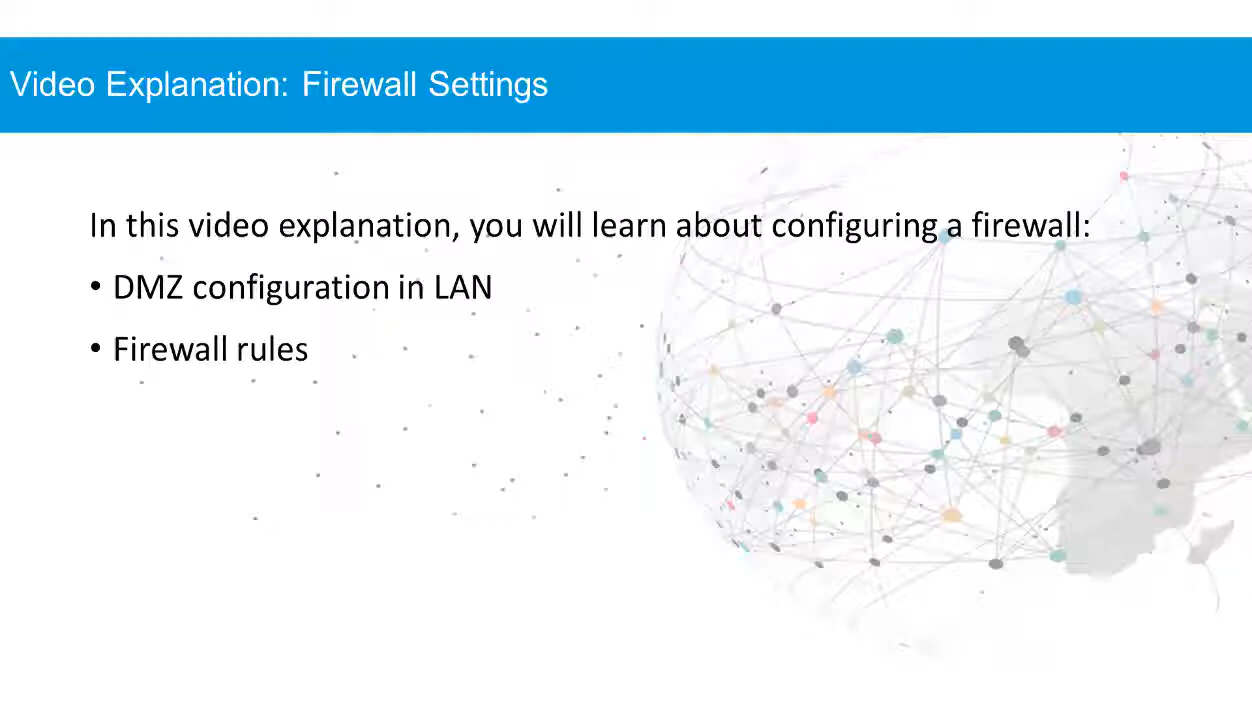 Video Explanation: Firewall Settings
In this video explanation, you will learn about configuring a firewall:
• DMZ configuration in LAN
• Firewall rules